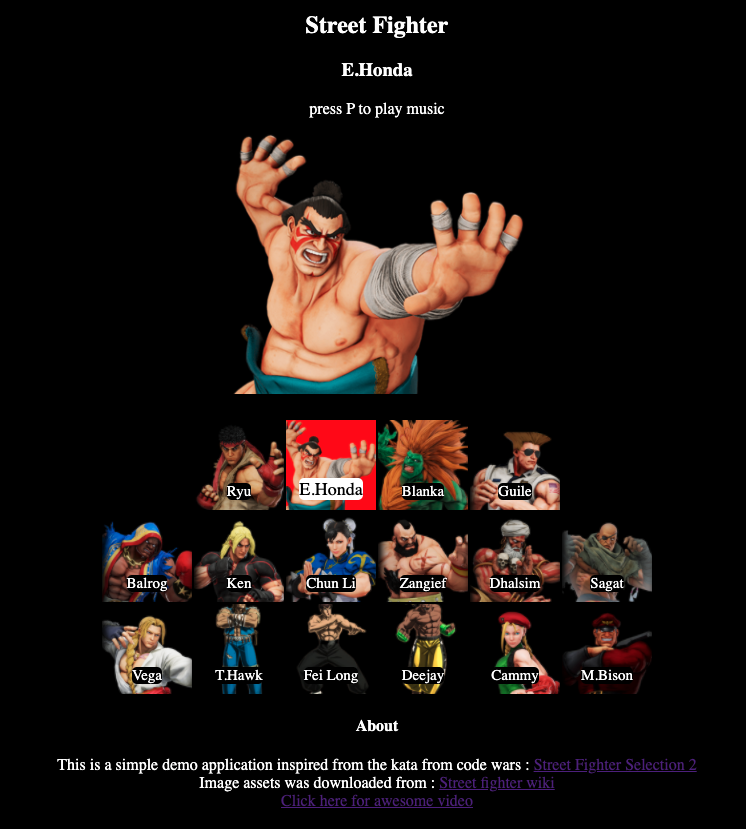 Street Fighter
E.Honda
press P to play music
Ryu
E.Honda
Blanka
Guile
Balrog
Ken
Chun Li
Zangief
Dhalsim
Sagat
Vega
T.Hawk
Fei Long
Deejay
Cammy
M.Bison
About
This is a simple demo application inspired from the kata from code wars : Street Fighter Selection 2
Image assets was downloaded from : Street fighter wiki
Click here for awesome video